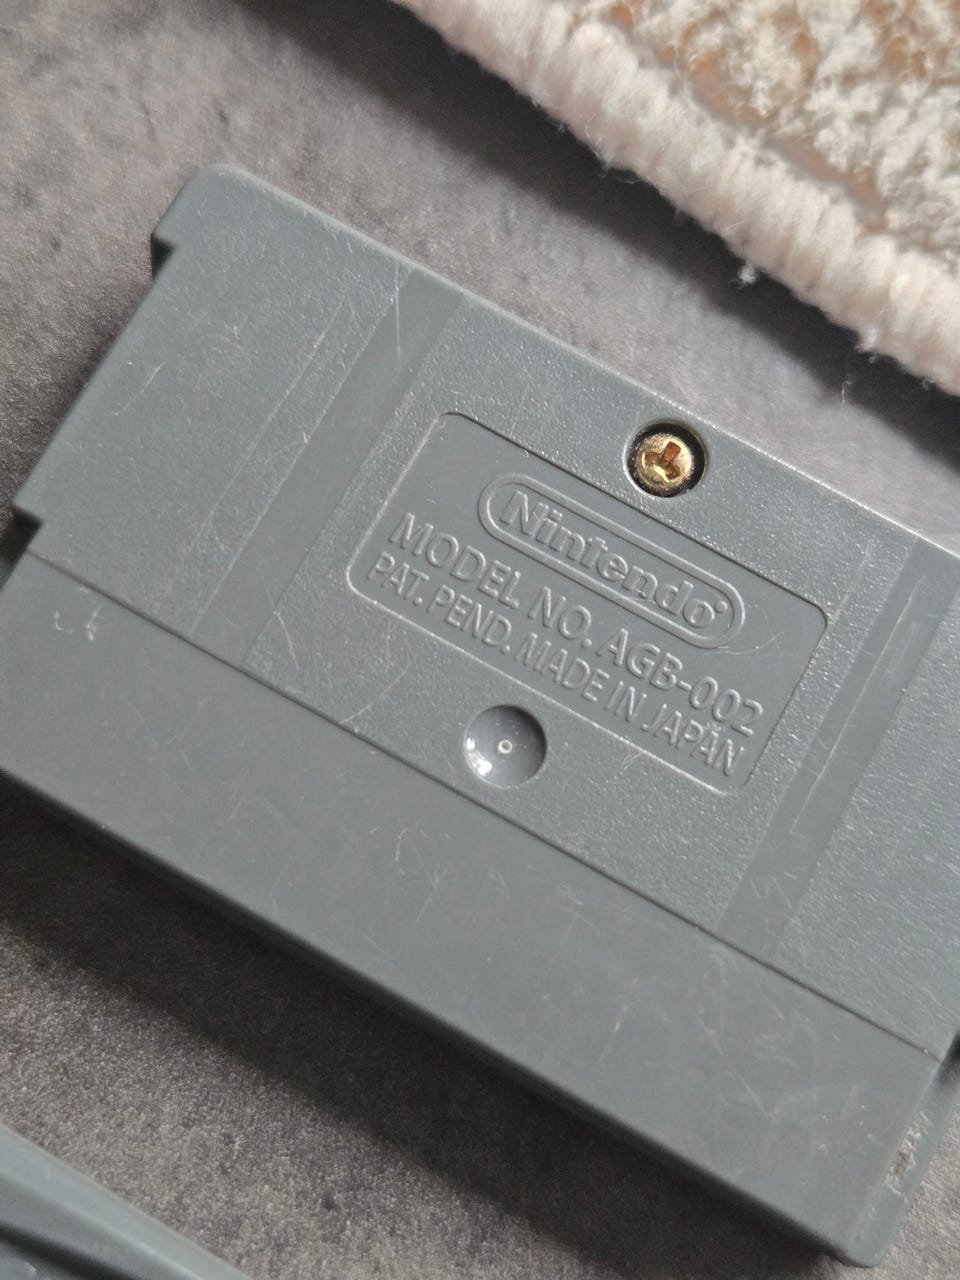 Nintendo
MODEL NO. AGB-002
PAT. PEND. MADE IN JAPAN